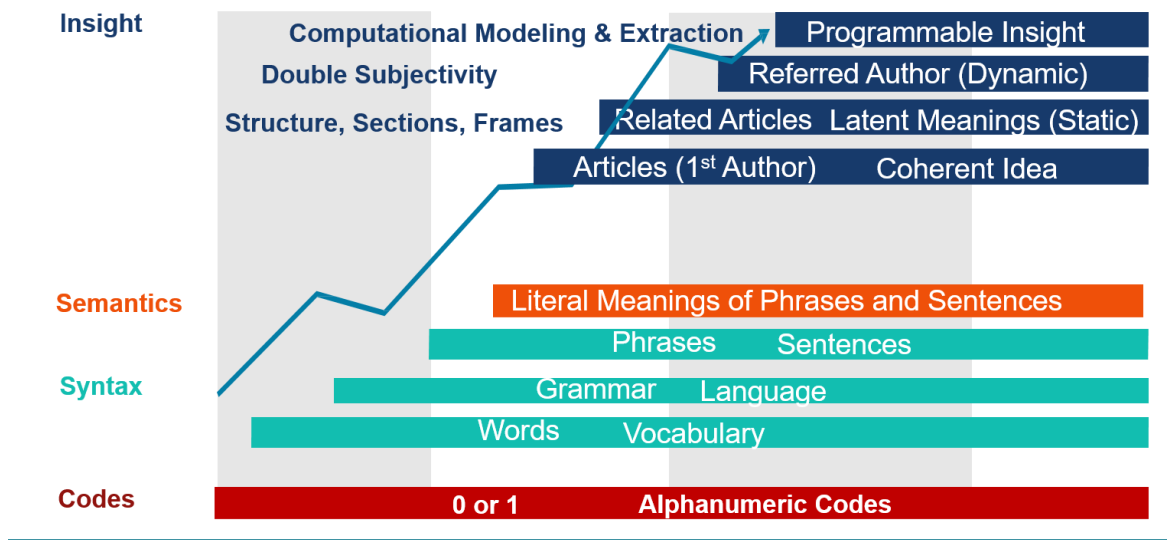 Insight
Computational Modeling & Extraction
Programmable Insight
Double Subjectivity
Referred Author (Dynamic)
Structure, Sections, Frames
Related Articles Latent Meanings (Static)
Articles (1st Author) Coherent Idea
Semantics
Literal Meanings of Phrases and Sentences
Phrases Sentences
Syntax
Grammar Language
Words Vocabulary
Codes
0 or 1 Alphanumeric Codes